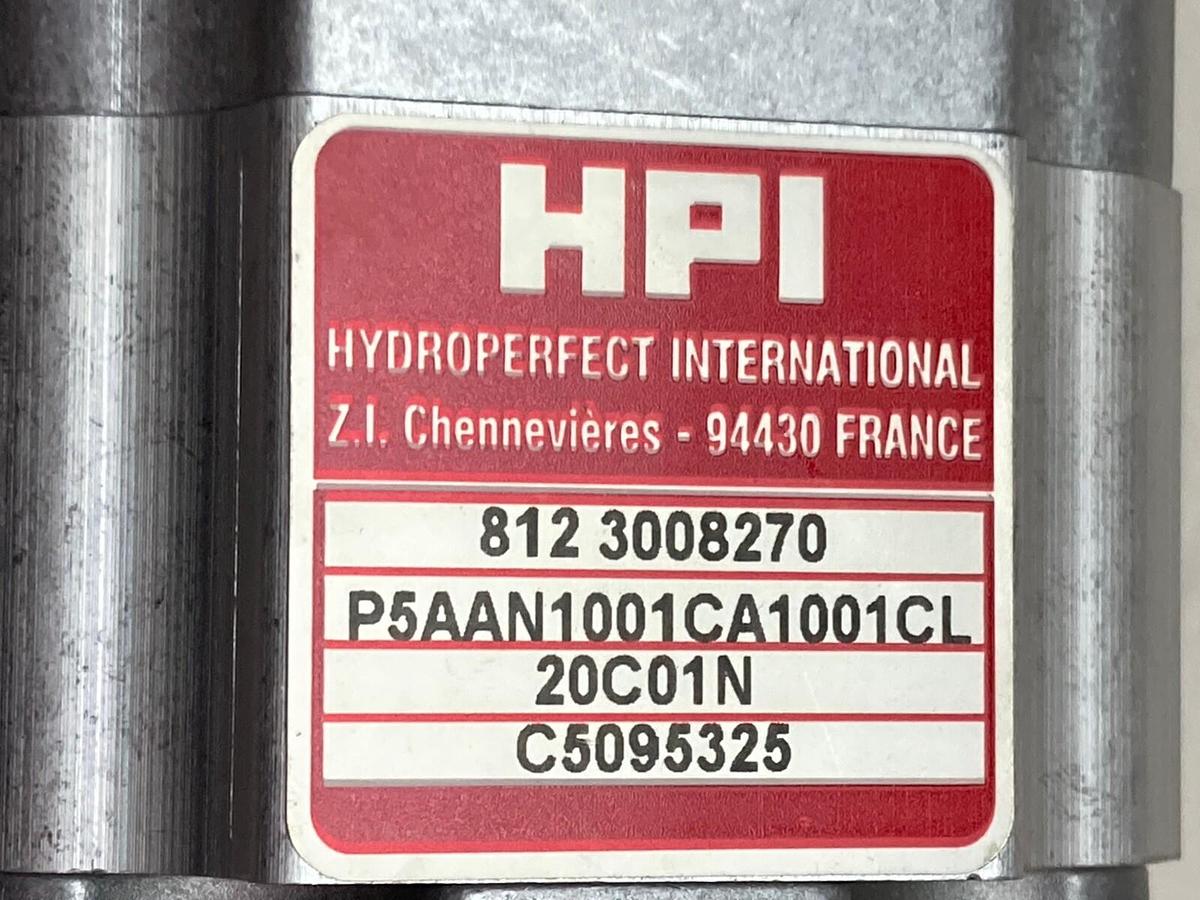 HPI
HYDROPERFECT INTERNATIONAL
Z.I. Chennevières - 94430 FRANCE
812 3008270
P5AAN1001CA1001CL
20C01N
C5095325